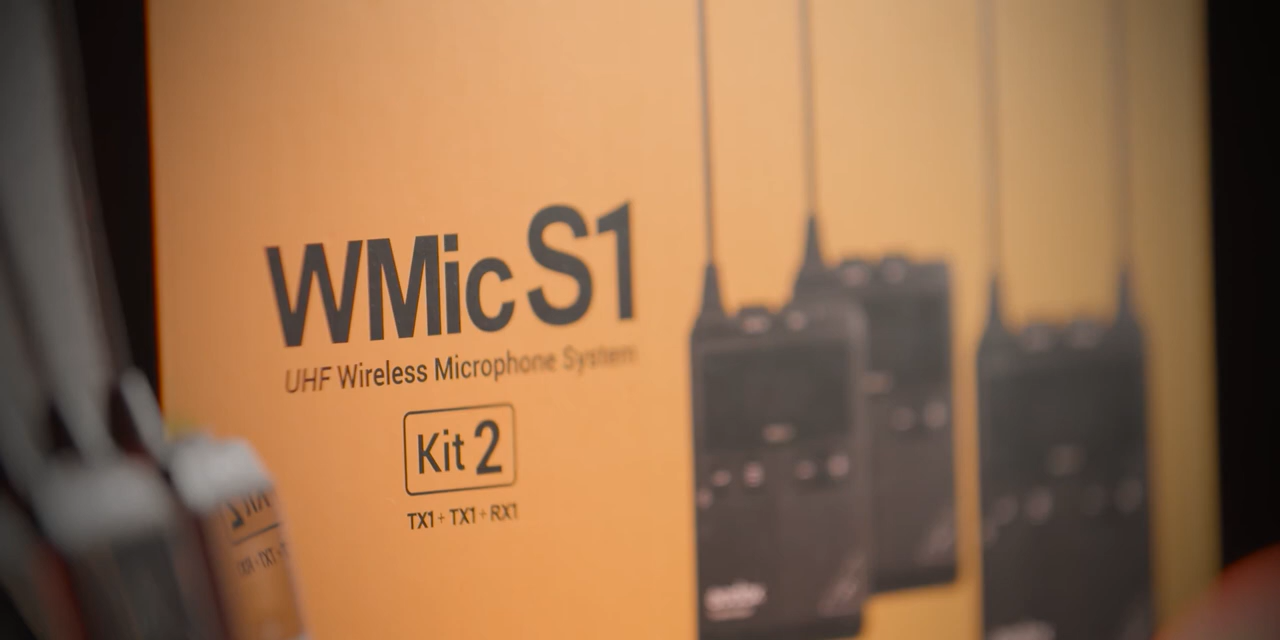 WMic S1
UHF Wireless Microphone System
Kit 2
TX1 + TX1 + RX1